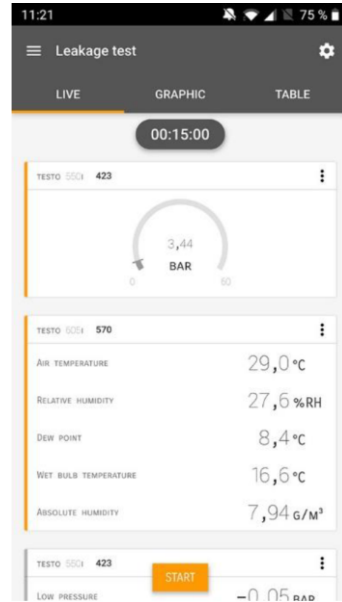 11:21 75 %
Leakage test
LIVE GRAPHIC TABLE
00:15:00
TESTO 550i 423
3,44
BAR
0 60
TESTO 605i 570
AIR TEMPERATURE 29,0 °C
RELATIVE HUMIDITY 27,6 %RH
DEW POINT 8,4 °C
WET BULB TEMPERATURE 16,6 °C
ABSOLUTE HUMIDITY 7,94 G/M³
TESTO 550i 423
START
LOW PRESSURE -0,05 BAR